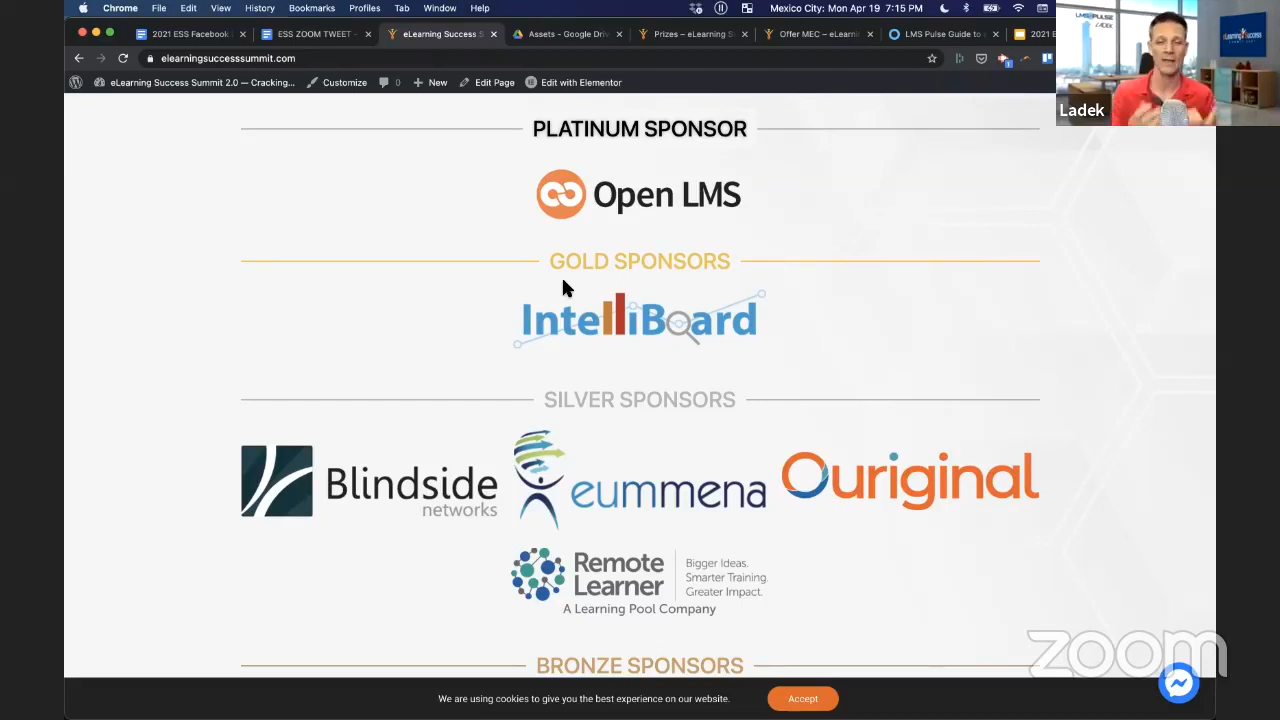 Chrome File Edit View History Bookmarks Profiles Tab Window Help Mexico City: Mon Apr 19 7:15 PM
2021 ESS Facebook
ESS ZOOM TWEET -
Learning Success S
Assets - Google Driv
Prizes – eLearning S
Offer MEC – eLearni
LMS Pulse Guide to
2021 E
elearningsuccesssummit.com
eLearning Success Summit 2.0 — Cracking... Customize 0 New Edit Page Edit with Elementor
LMS PULSE
LADEK
Ladek
PLATINUM SPONSOR
Open LMS
GOLD SPONSORS
IntelliBoard
SILVER SPONSORS
Blindside
networks
eummena
Ouriginal
Remote
Learner
Bigger Ideas.
Smarter Training.
Greater Impact.
A Learning Pool Company
BRONZE SPONSORS
zoom
We are using cookies to give you the best experience on our website. Accept